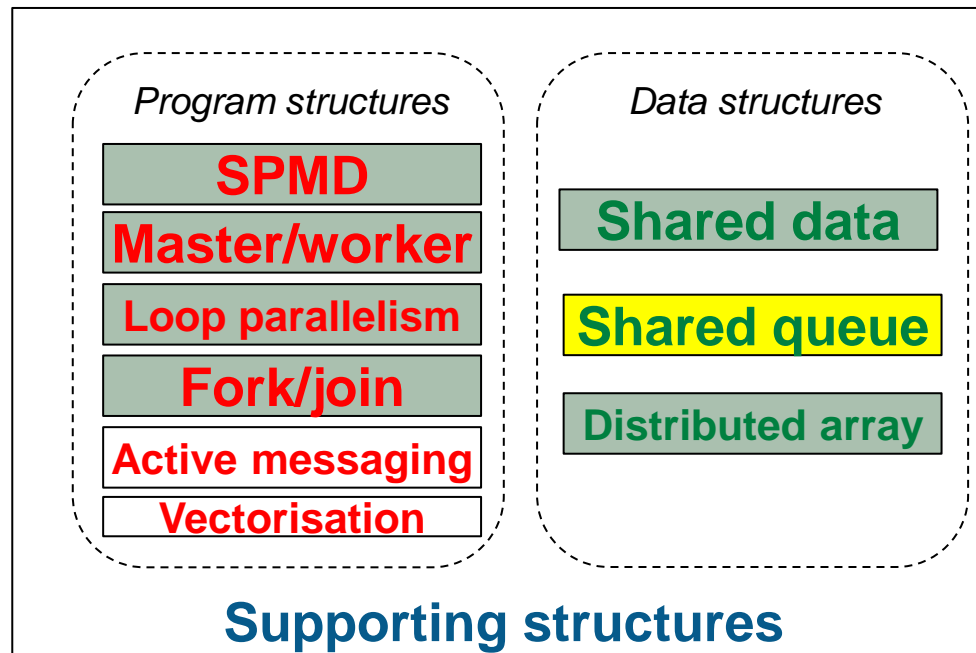 Program structures
SPMD
Master/worker
Loop parallelism
Fork/join
Active messaging
Vectorisation
Data structures
Shared data
Shared queue
Distributed array
Supporting structures